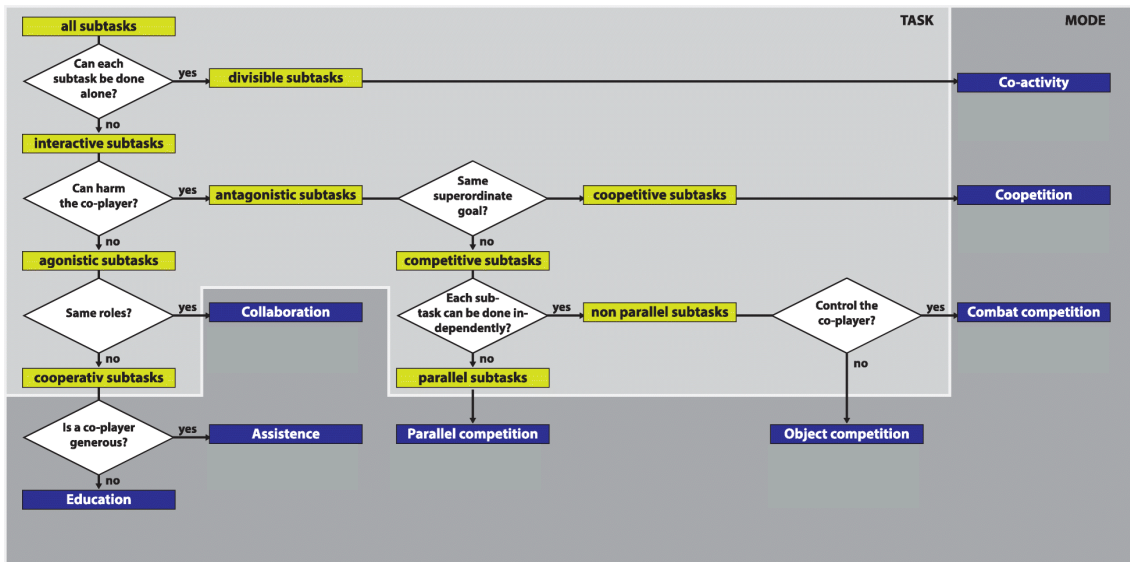 TASK
MODE
all subtasks
Can each
subtask be done
alone?
yes
divisible subtasks
Co-activity
no
interactive subtasks
Can harm
the co-player?
yes
antagonistic subtasks
Same
superordinate
goal?
coopetitive subtasks
Coopetition
no
no
agonistic subtasks
competitive subtasks
Same roles?
yes
Collaboration
Each sub-
task can be done in-
dependently?
yes
non parallel subtasks
Control the
co-player?
yes
Combat competition
no
no
no
cooperativ subtasks
parallel subtasks
Is a co-player
generous?
yes
Assistence
Parallel competition
Object competition
no
Education